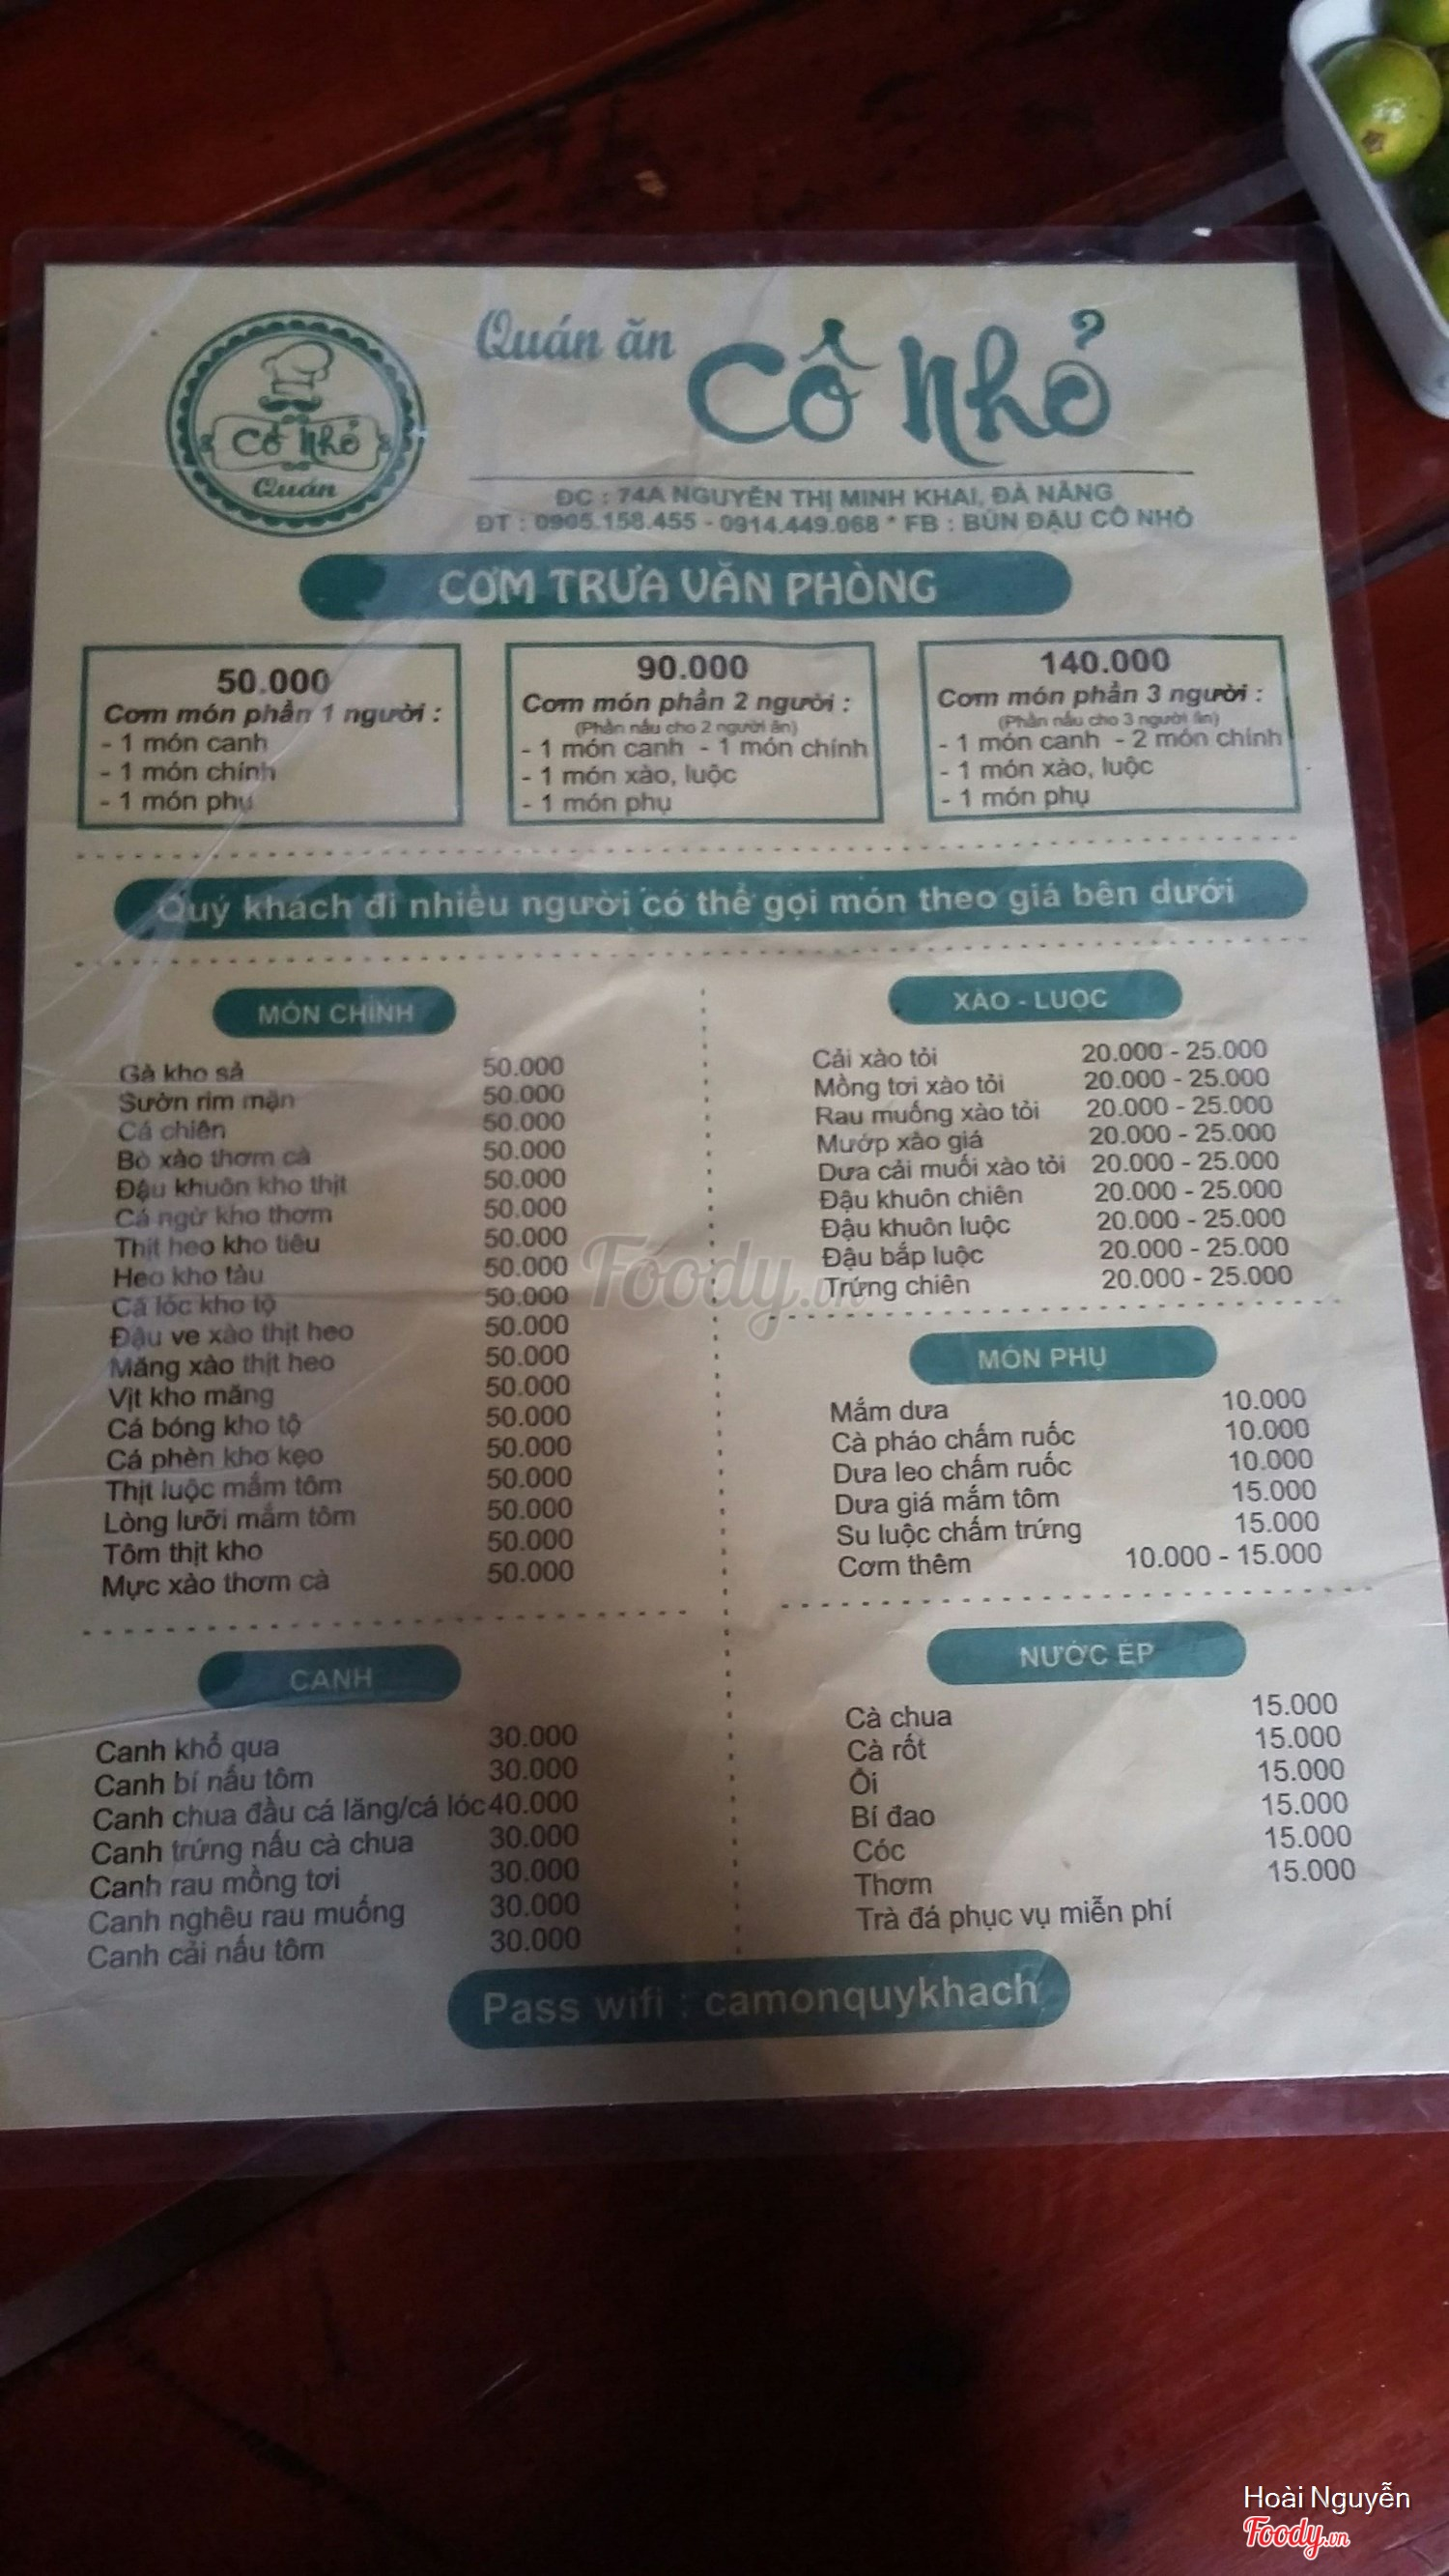 Cô Nhỏ
Quán
Quán ăn Cô Nhỏ
ĐC : 74A NGUYỄN THỊ MINH KHAI, ĐÀ NẴNG
ĐT : 0905.158.455 - 0914.449.068 * FB : BÚN ĐẬU CÔ NHỎ
CƠM TRƯA VĂN PHÒNG
50.000
Cơm món phần 1 người :
- 1 món canh
- 1 món chính
- 1 món phụ
90.000
Cơm món phần 2 người :
(Phần nấu cho 2 người ăn)
- 1 món canh - 1 món chính
- 1 món xào, luộc
- 1 món phụ
140.000
Cơm món phần 3 người :
(Phần nấu cho 3 người ăn)
- 1 món canh - 2 món chính
- 1 món xào, luộc
- 1 món phụ
Quý khách đi nhiều người có thể gọi món theo giá bên dưới
MÓN CHÍNH
Gà kho sả 50.000
Sườn rim mặn 50.000
Cá chiên 50.000
Bò xào thơm cà 50.000
Đậu khuôn kho thịt 50.000
Cá ngừ kho thơm 50.000
Thịt heo kho tiêu 50.000
Heo kho tàu 50.000
Cá lóc kho tộ 50.000
Đậu ve xào thịt heo 50.000
Măng xào thịt heo 50.000
Vịt kho măng 50.000
Cá bóng kho tộ 50.000
Cá phèn kho kẹo 50.000
Thịt luộc mắm tôm 50.000
Lòng lưỡi mắm tôm 50.000
Tôm thịt kho 50.000
Mực xào thơm cà 50.000
CANH
Canh khổ qua 30.000
Canh bí nấu tôm 30.000
Canh chua đầu cá lăng/cá lóc 40.000
Canh trứng nấu cà chua 30.000
Canh rau mồng tơi 30.000
Canh nghêu rau muống 30.000
Canh cải nấu tôm 30.000
XÀO - LUỘC
Cải xào tỏi 20.000 - 25.000
Mồng tơi xào tỏi 20.000 - 25.000
Rau muống xào tỏi 20.000 - 25.000
Mướp xào giá 20.000 - 25.000
Dưa cải muối xào tỏi 20.000 - 25.000
Đậu khuôn chiên 20.000 - 25.000
Đậu khuôn luộc 20.000 - 25.000
Đậu bắp luộc 20.000 - 25.000
Trứng chiên 20.000 - 25.000
MÓN PHỤ
Mắm dưa 10.000
Cà pháo chấm ruốc 10.000
Dưa leo chấm ruốc 10.000
Dưa giá mắm tôm 15.000
Su luộc chấm trứng 15.000
Cơm thêm 10.000 - 15.000
NƯỚC ÉP
Cà chua 15.000
Cà rốt 15.000
Ổi 15.000
Bí đao 15.000
Cóc 15.000
Thơm 15.000
Trà đá phục vụ miễn phí
Pass wifi : camonquykhach
Foody.vn
Hoài Nguyễn
Foody.vn